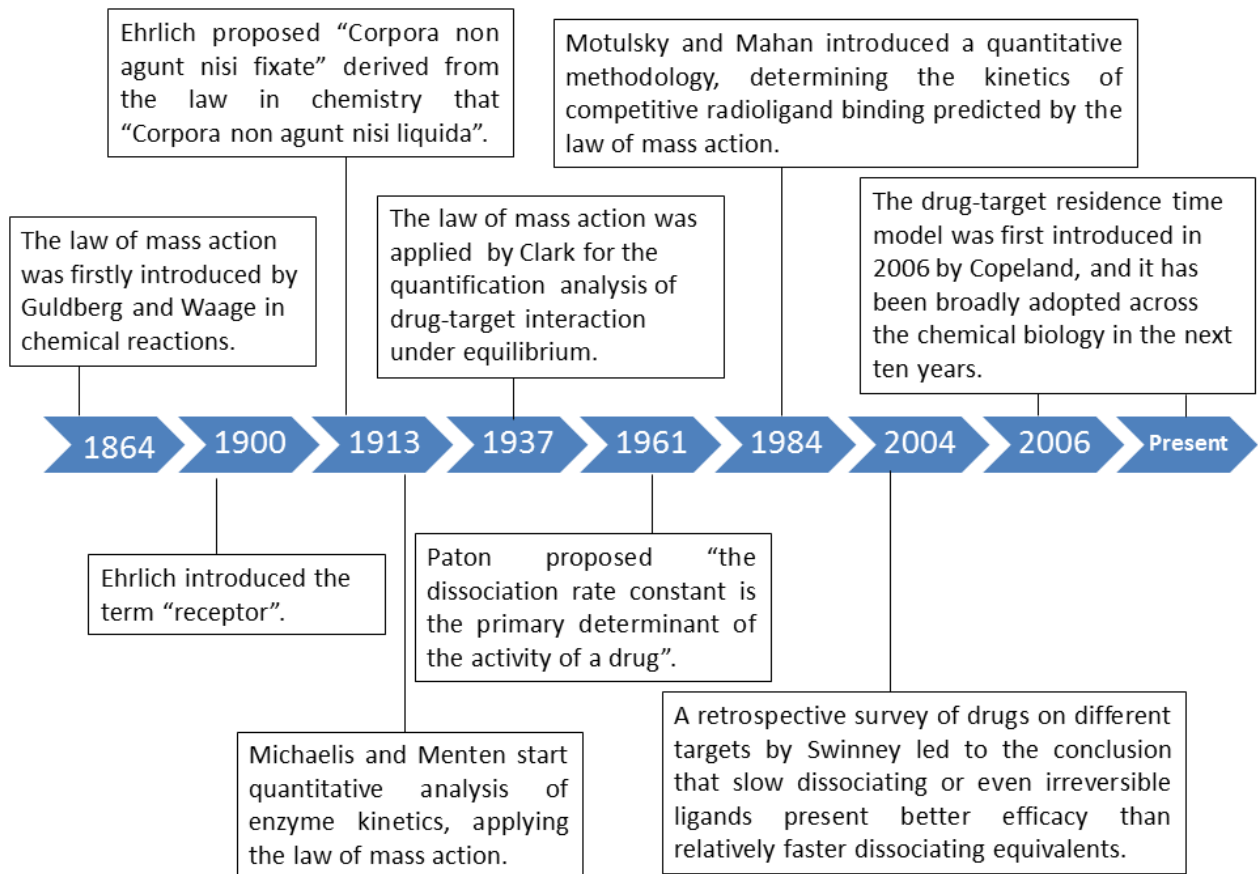 Ehrlich proposed “Corpora non
agunt nisi fixate” derived from
the law in chemistry that
“Corpora non agunt nisi liquida”.
Motulsky and Mahan introduced a quantitative
methodology, determining the kinetics of
competitive radioligand binding predicted by the
law of mass action.
The law of mass action
was firstly introduced by
Guldberg and Waage in
chemical reactions.
The law of mass action was
applied by Clark for the
quantification analysis of
drug-target interaction
under equilibrium.
The drug-target residence time
model was first introduced in
2006 by Copeland, and it has
been broadly adopted across
the chemical biology in the next
ten years.
1864
1900
1913
1937
1961
1984
2004
2006
Present
Ehrlich introduced the
term “receptor”.
Paton proposed “the
dissociation rate constant is
the primary determinant of
the activity of a drug”.
Michaelis and Menten start
quantitative analysis of
enzyme kinetics, applying
the law of mass action.
A retrospective survey of drugs on different
targets by Swinney led to the conclusion
that slow dissociating or even irreversible
ligands present better efficacy than
relatively faster dissociating equivalents.